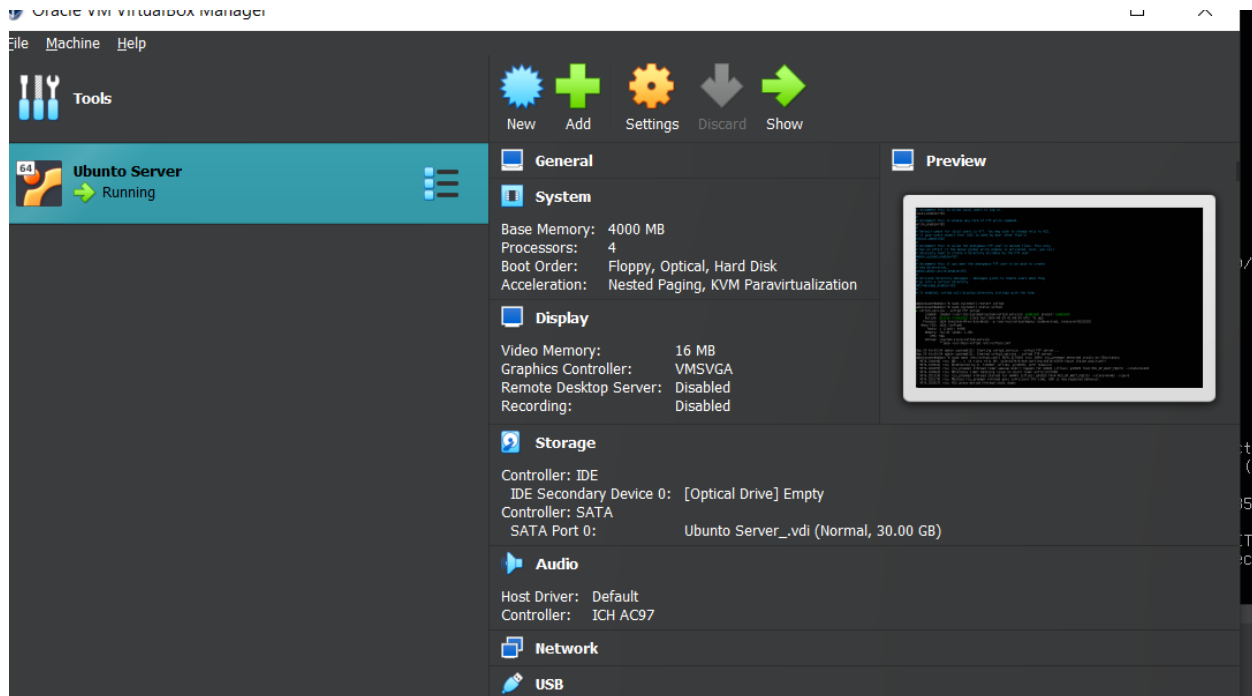 Oracle VM VirtualBox Manager
File Machine Help
Tools
New Add Settings Discard Show
64
Ubunto Server
Running
General
Preview
System
Base Memory: 4000 MB
Processors: 4
Boot Order: Floppy, Optical, Hard Disk
Acceleration: Nested Paging, KVM Paravirtualization
Display
Video Memory: 16 MB
Graphics Controller: VMSVGA
Remote Desktop Server: Disabled
Recording: Disabled
Storage
Controller: IDE
IDE Secondary Device 0: [Optical Drive] Empty
Controller: SATA
SATA Port 0: Ubunto Server_.vdi (Normal, 30.00 GB)
Audio
Host Driver: Default
Controller: ICH AC97
Network
USB